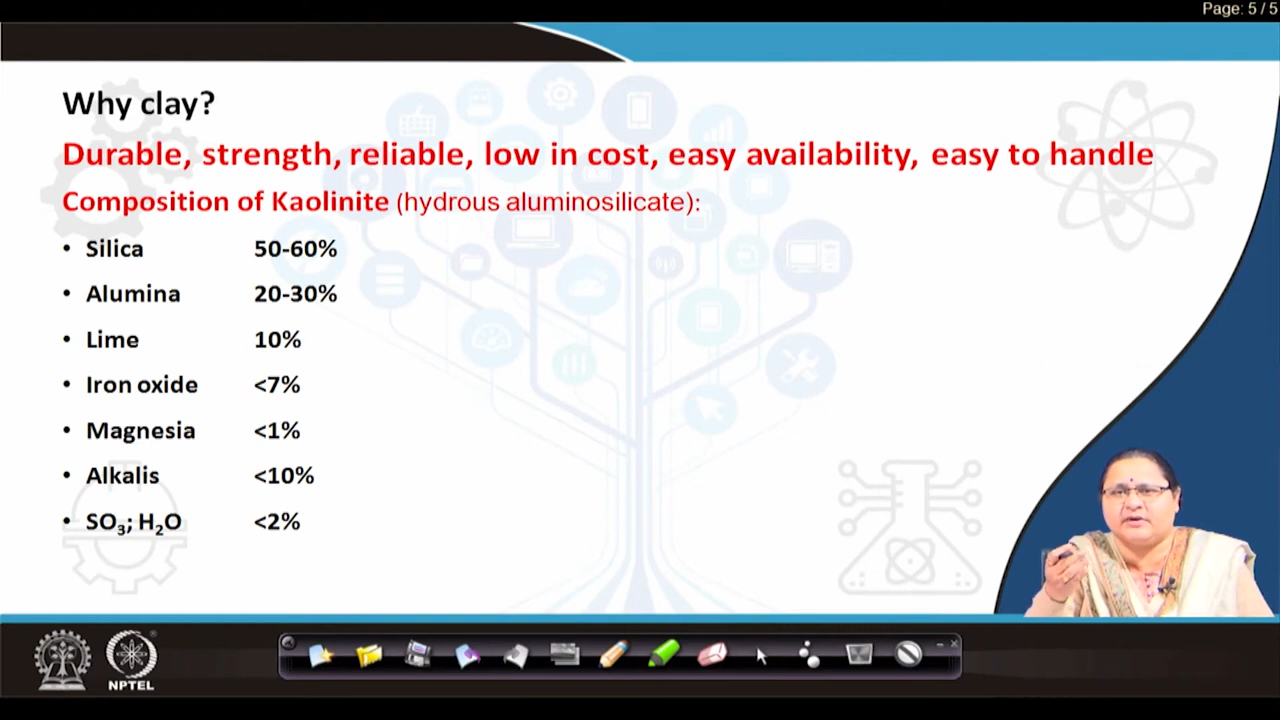 Page: 5 / 5
Why clay?
Durable, strength, reliable, low in cost, easy availability, easy to handle
Composition of Kaolinite (hydrous aluminosilicate):
• Silica 50-60%
• Alumina 20-30%
• Lime 10%
• Iron oxide <7%
• Magnesia <1%
• Alkalis <10%
• SO₃; H₂O <2%
NPTEL